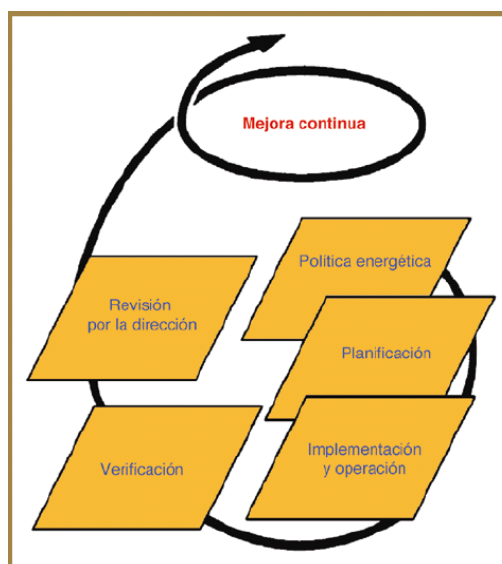 Mejora continua
Política energética
Planificación
Implementación
y operación
Verificación
Revisión
por la dirección